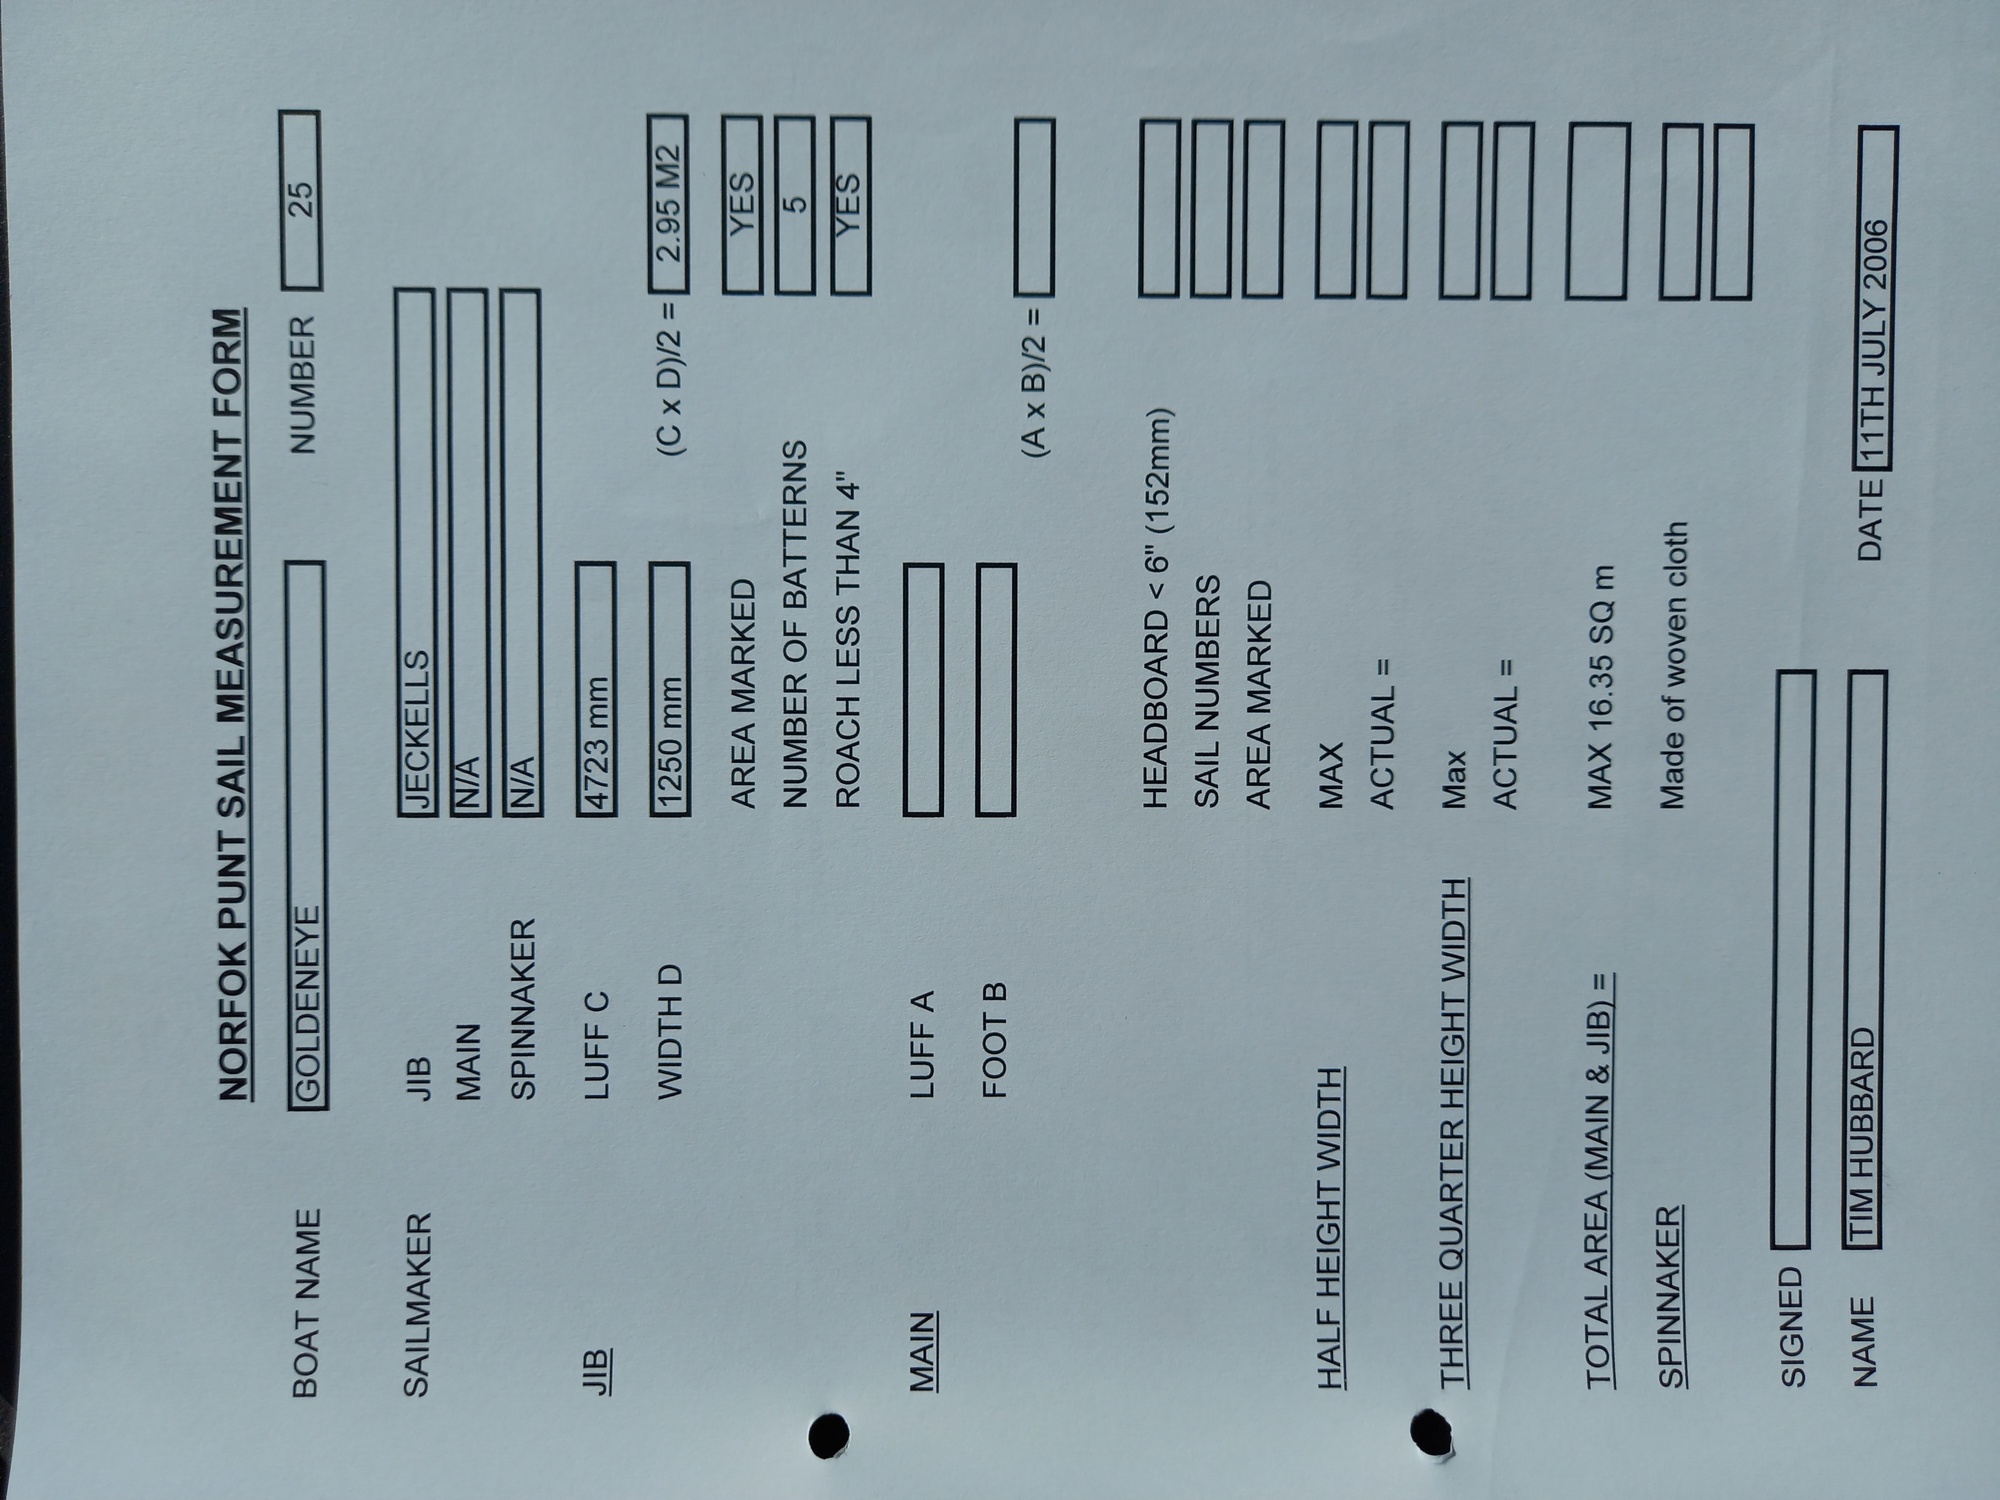 NORFOK PUNT SAIL MEASUREMENT FORM
BOAT NAME GOLDENEYE NUMBER 25
SAILMAKER JIB JECKELLS
MAIN N/A
SPINNAKER N/A
JIB LUFF C 4723 mm
WIDTH D 1250 mm (C x D)/2 = 2.95 M2
AREA MARKED YES
NUMBER OF BATTERNS 5
ROACH LESS THAN 4" YES
MAIN LUFF A
FOOT B
(A x B)/2 =
HEADBOARD < 6" (152mm)
SAIL NUMBERS
AREA MARKED
HALF HEIGHT WIDTH MAX
ACTUAL =
THREE QUARTER HEIGHT WIDTH Max
ACTUAL =
TOTAL AREA (MAIN & JIB) = MAX 16.35 SQ m
SPINNAKER Made of woven cloth
SIGNED
NAME TIM HUBBARD DATE 11TH JULY 2006